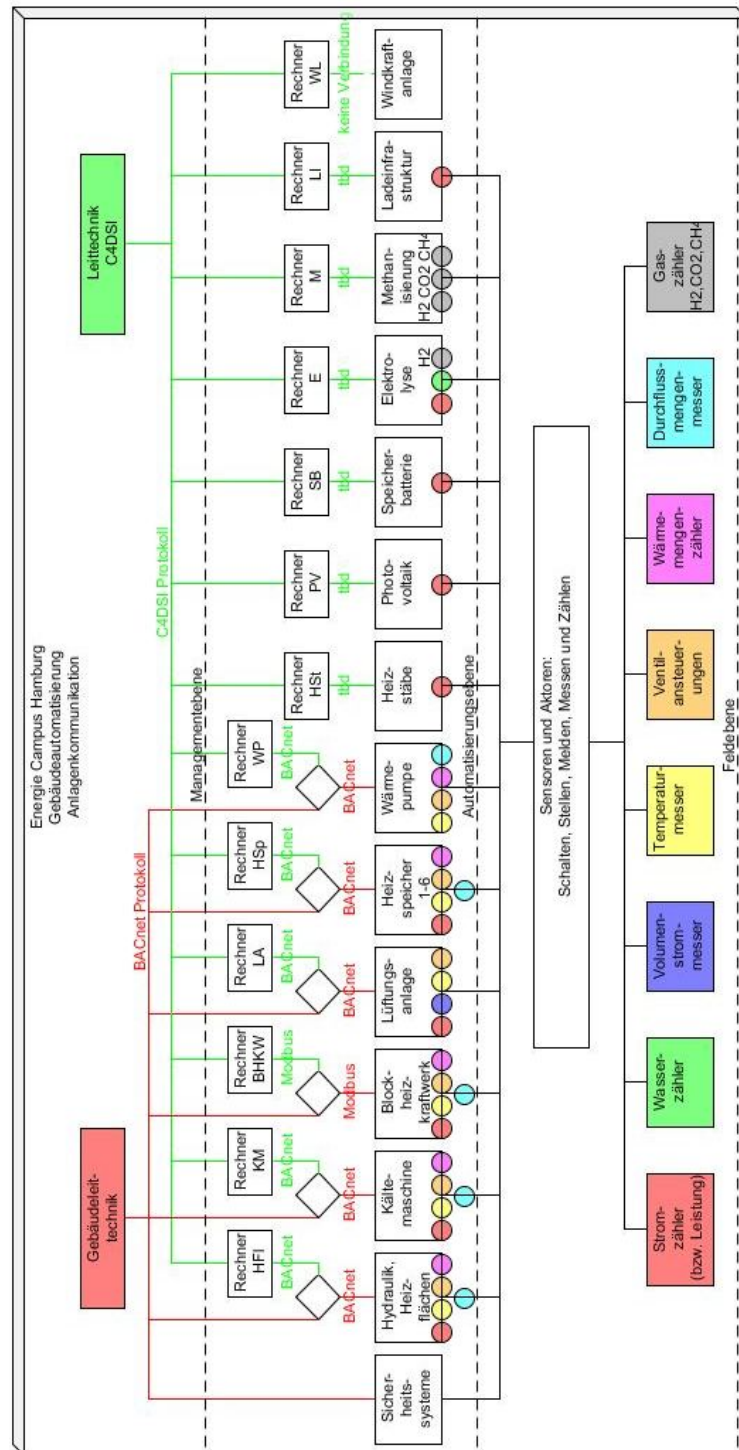 Energie Campus Hamburg
Gebäudeautomatisierung
Anlagenkommunikation
Gebäudeleit-
technik
Leittechnik
C4DSI
BACnet Protokoll
C4DSI Protokoll
Managementebene
Rechner
HFl
Rechner
KM
Rechner
BHKW
Rechner
LA
Rechner
HSp
Rechner
WP
Rechner
HSt
Rechner
PV
Rechner
SB
Rechner
E
Rechner
M
Rechner
LI
Rechner
WL
BACnet
BACnet
Modbus
BACnet
BACnet
BACnet
tbd
tbd
tbd
tbd
tbd
tbd
keine Verbindung
BACnet
BACnet
Modbus
BACnet
BACnet
BACnet
Sicher-
heits-
systeme
Hydraulik,
Heiz-
flächen
Kälte-
maschine
Block-
heiz-
kraftwerk
Lüftungs-
anlage
Heiz-
speicher
1-6
Wärme-
pumpe
Heiz-
stäbe
Photo-
voltaik
Speicher-
batterie
Elektro-
lyse
H2
Methan-
isierung
H2 CO2 CH4
Ladeinfra-
struktur
Windkraft-
anlage
Automatisierungsebene
Sensoren und Aktoren:
Schalten, Stellen, Melden, Messen und Zählen
Strom-
zähler
(bzw. Leistung)
Wasser-
zähler
Volumen-
strom-
messer
Temperatur-
messer
Ventil-
ansteuer-
ungen
Wärme-
mengen-
zähler
Durchfluss-
mengen-
messer
Gas-
zähler
H2,CO2,CH4
Feldebene